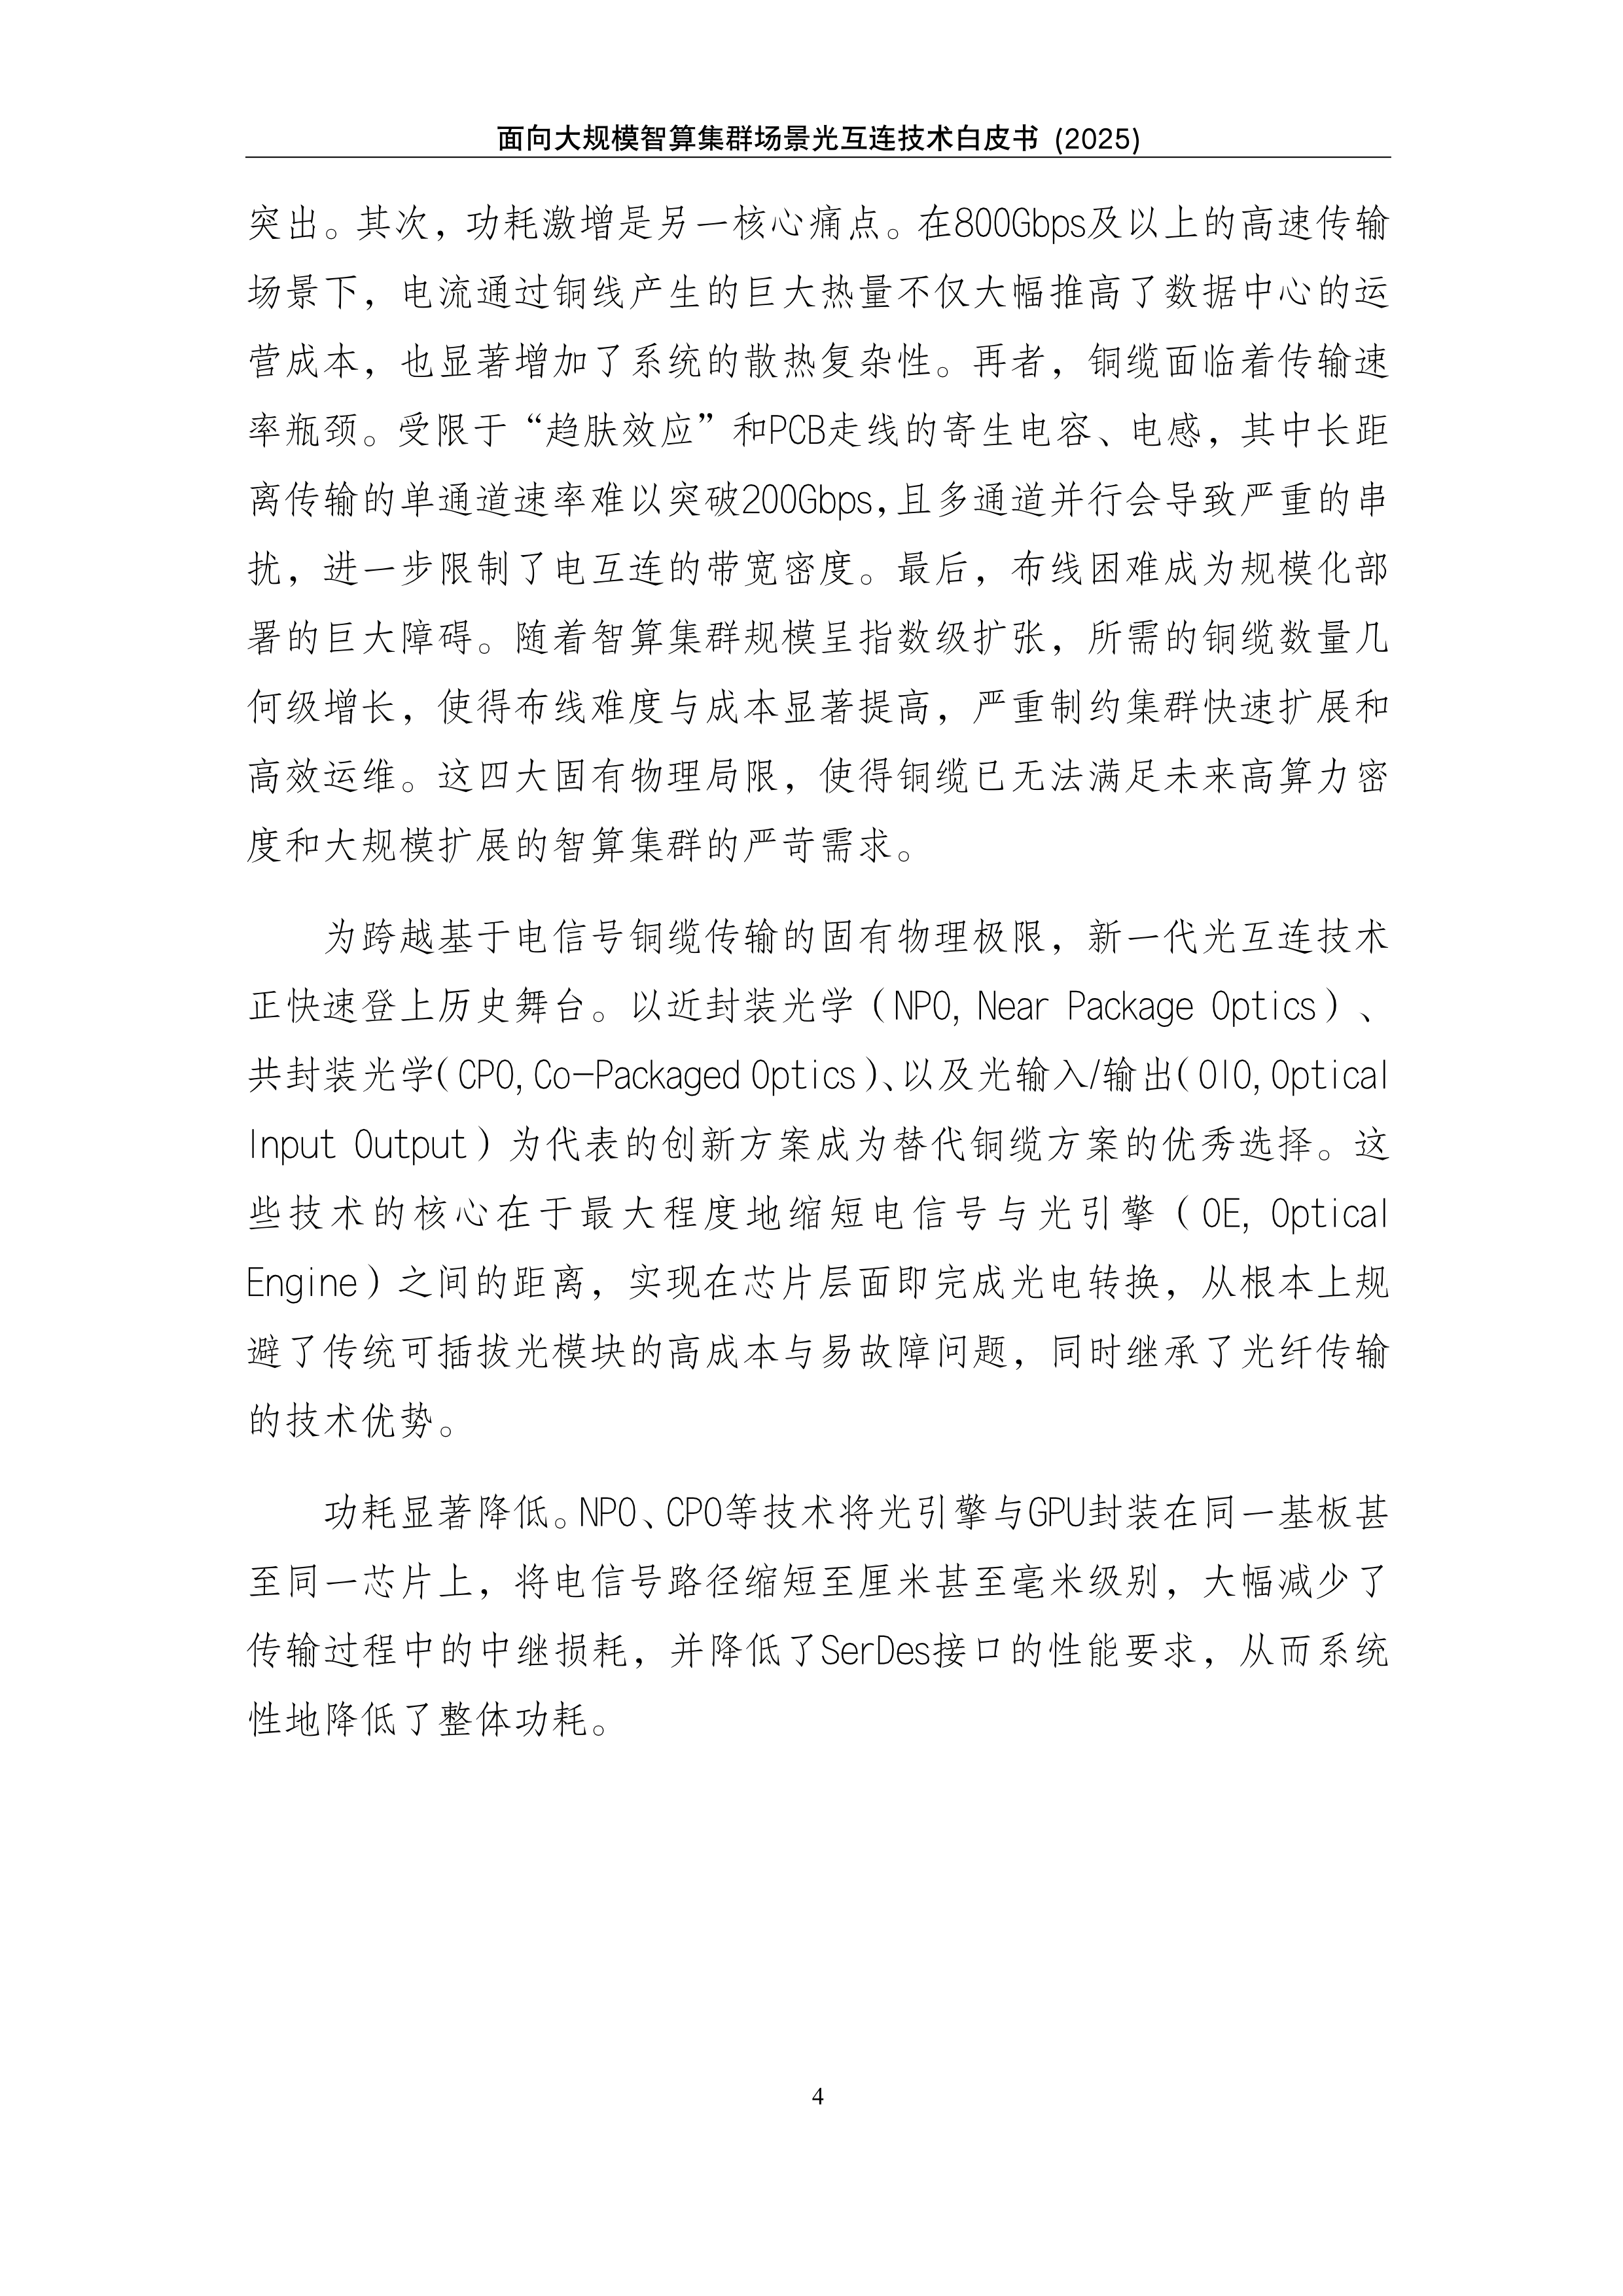 面向大规模智算集群场景光互连技术白皮书 (2025)
突出。其次，功耗激增是另一核心痛点。在800Gbps及以上的高速传输
场景下，电流通过铜线产生的巨大热量不仅大幅推高了数据中心的运
营成本，也显著增加了系统的散热复杂性。再者，铜缆面临着传输速
率瓶颈。受限于“趋肤效应”和PCB走线的寄生电容、电感，其中长距
离传输的单通道速率难以突破200Gbps，且多通道并行会导致严重的串
扰，进一步限制了电互连的带宽密度。最后，布线困难成为规模化部
署的巨大障碍。随着智算集群规模呈指数级扩张，所需的铜缆数量几
何级增长，使得布线难度与成本显著提高，严重制约集群快速扩展和
高效运维。这四大固有物理局限，使得铜缆已无法满足未来高算力密
度和大规模扩展的智算集群的严苛需求。
为跨越基于电信号铜缆传输的固有物理极限，新一代光互连技术
正快速登上历史舞台。以近封装光学（NPO, Near Package Optics）、
共封装光学（CPO, Co-Packaged Optics）、以及光输入/输出（OIO, Optical
Input Output）为代表的创新方案成为替代铜缆方案的优秀选择。这
些技术的核心在于最大程度地缩短电信号与光引擎（OE, Optical
Engine）之间的距离，实现在芯片层面即完成光电转换，从根本上规
避了传统可插拔光模块的高成本与易故障问题，同时继承了光纤传输
的技术优势。
功耗显著降低。NPO、CPO等技术将光引擎与GPU封装在同一基板甚
至同一芯片上，将电信号路径缩短至厘米甚至毫米级别，大幅减少了
传输过程中的中继损耗，并降低了SerDes接口的性能要求，从而系统
性地降低了整体功耗。
4